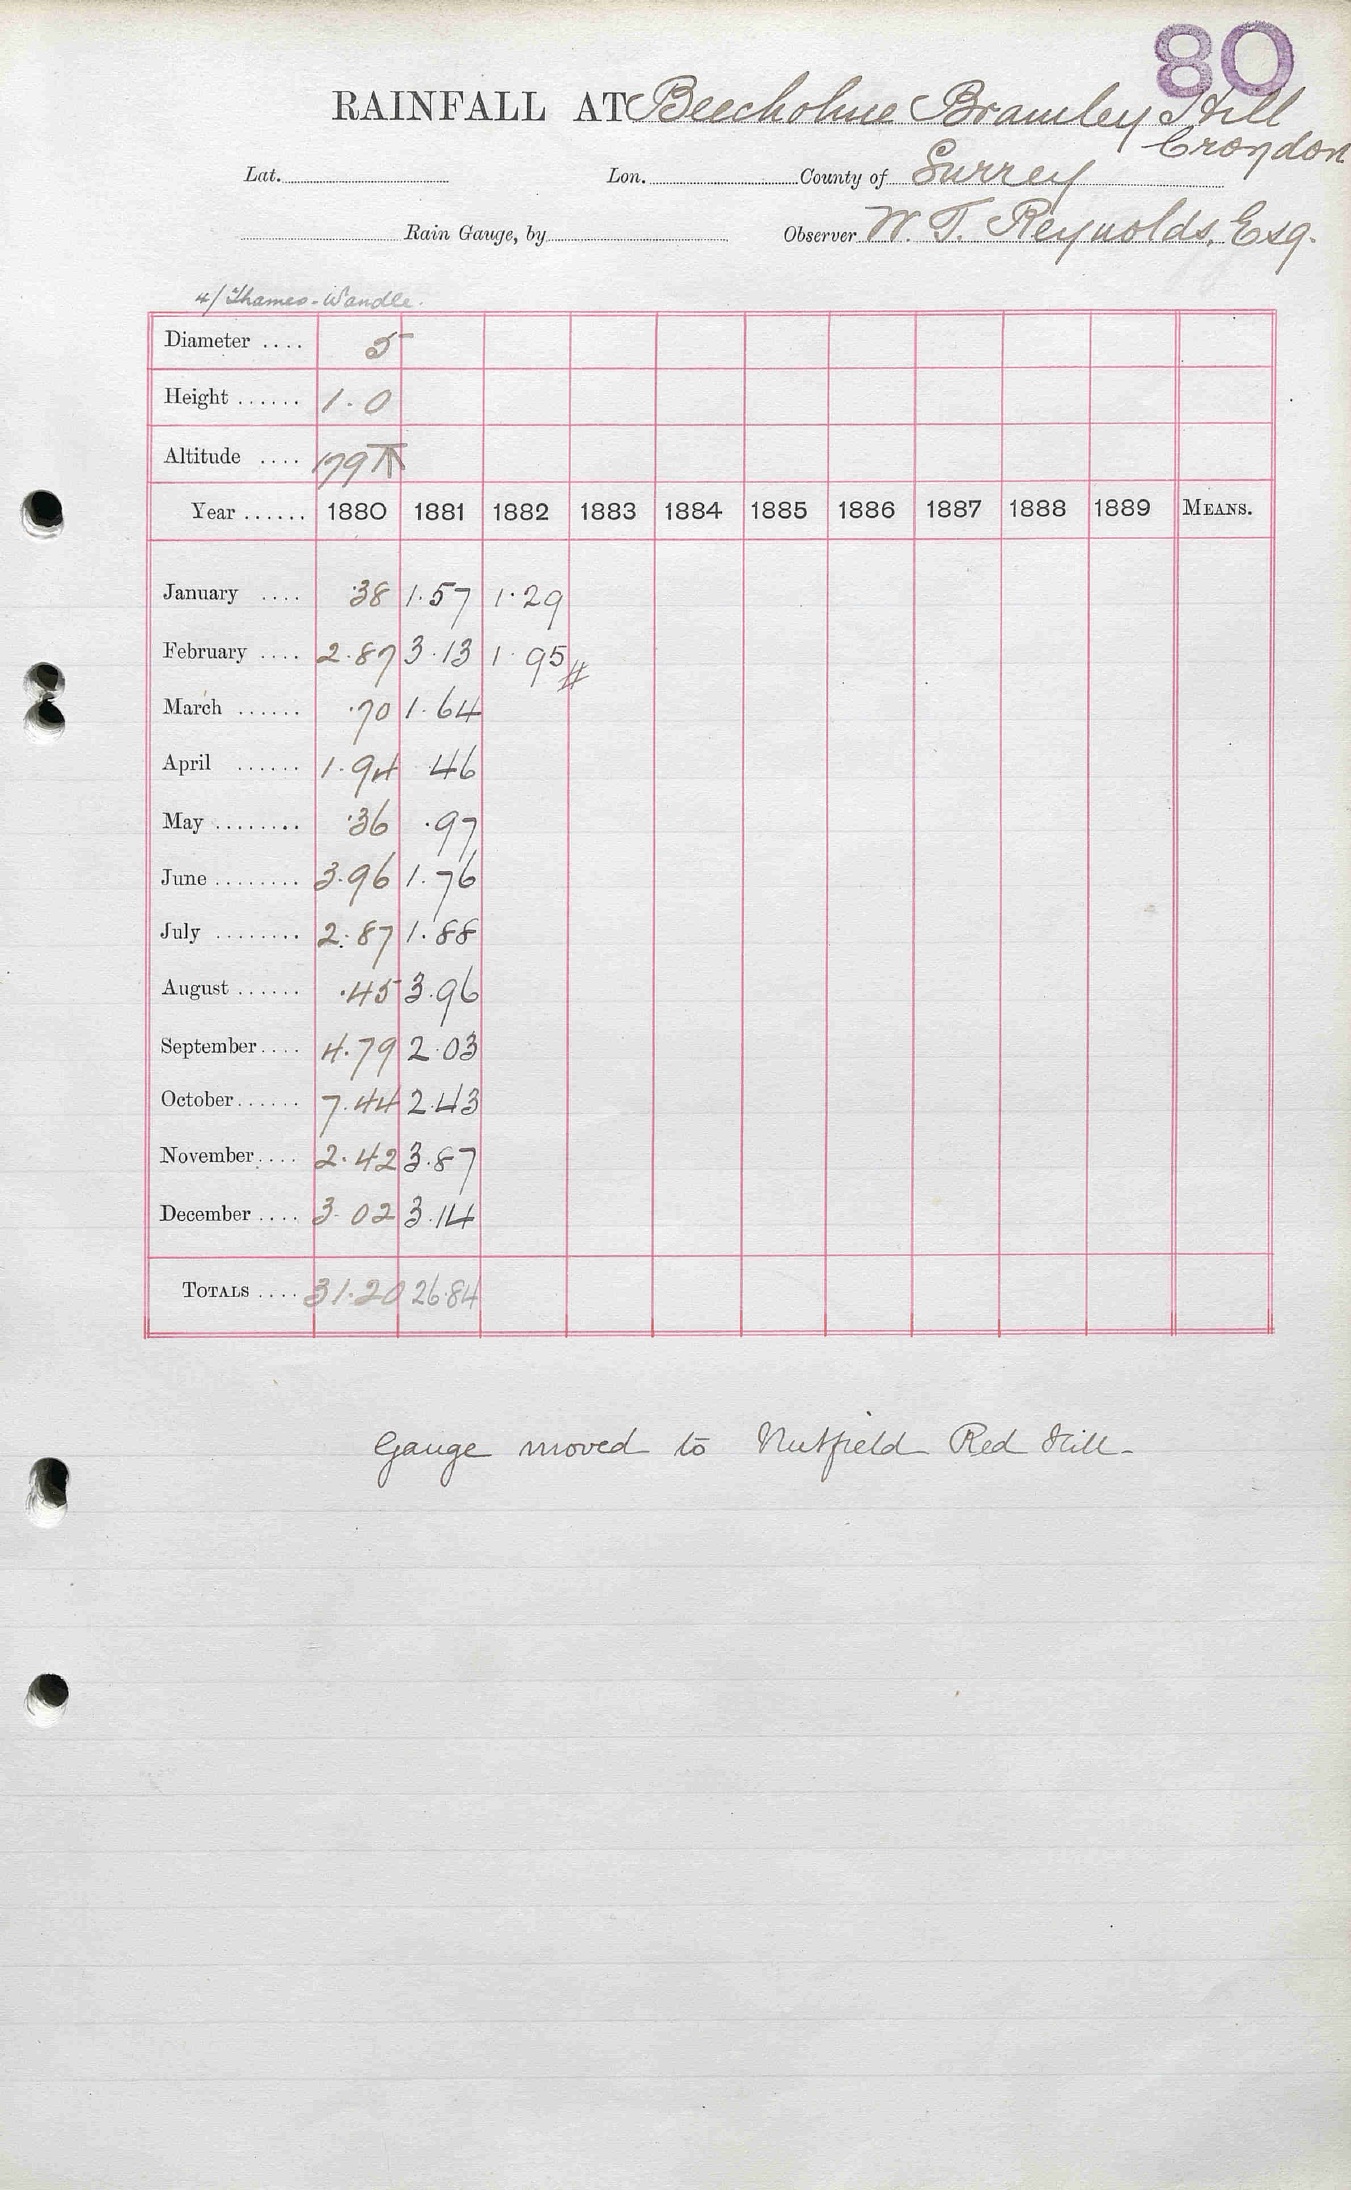 80
RAINFALL AT Beecholme Bramley Hill
Croydon
Lat. Lon. County of Surrey
Rain Gauge, by Observer W. T. Reynolds, Esq.
4/ Thames-Wandle.
Diameter .... 5
Height ...... 1.0
Altitude .... 179
Year ...... 1880 1881 1882 1883 1884 1885 1886 1887 1888 1889 MEANS.
January .... .38 1.57 1.29
February .... 2.87 3.13 1.95
March ...... .70 1.64
April ...... 1.94 .46
May ........ .36 .97
June ........ 3.96 1.76
July ........ 2.87 1.88
August ...... .45 3.96
September .... 4.79 2.03
October ...... 7.44 2.43
November .... 2.42 3.87
December .... 3.02 3.14
TOTALS .... 31.20 26.84
Gauge moved to Nutfield Red Hill